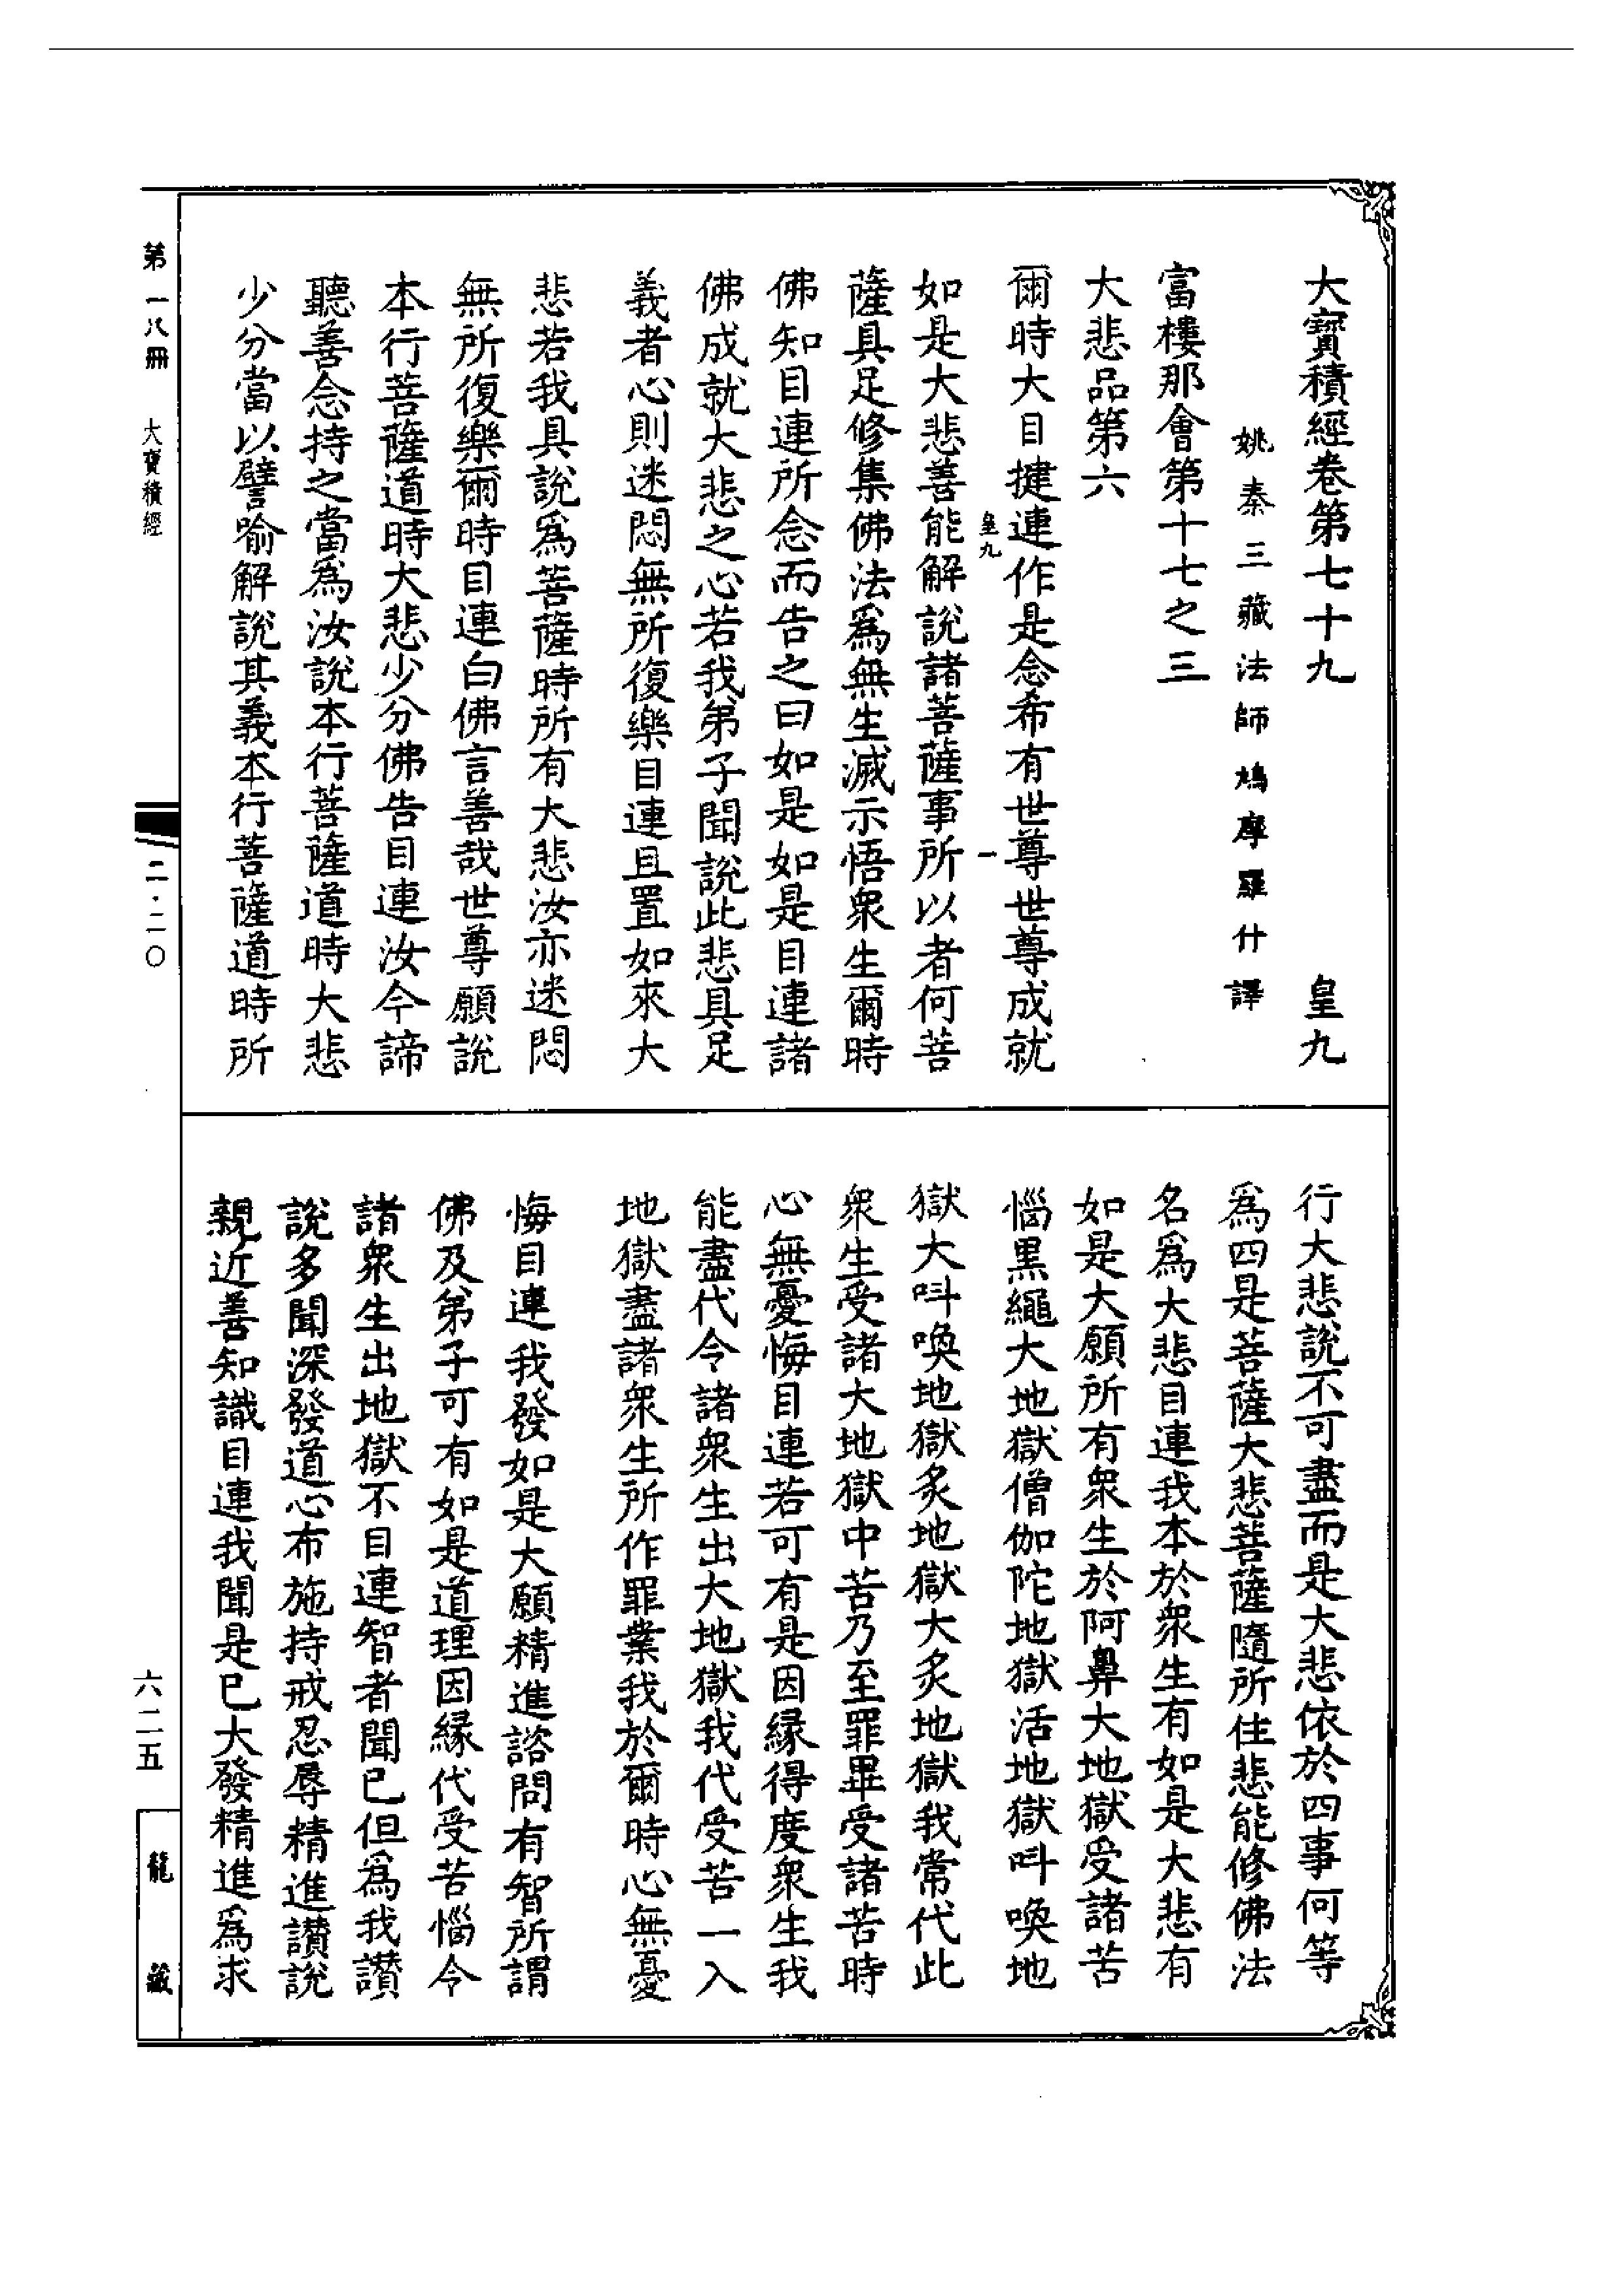 大寶積經卷第七十九　皇九
姚秦三藏法師鳩摩羅什譯
富樓那會第十七之三
大悲品第六
爾時大目揵連作是念希有世尊世尊成就
皇九　一
如是大悲善能解說諸菩薩事所以者何菩
薩具足修集佛法爲無生滅示悟衆生爾時
佛知目連所念而告之曰如是如是目連諸
佛成就大悲之心若我弟子聞說此悲具足
義者心則迷悶無所復樂目連且置如來大
悲若我具說爲菩薩時所有大悲汝亦迷悶
無所復樂爾時目連白佛言善哉世尊願說
本行菩薩道時大悲少分佛告目連汝今諦
聽善念持之當爲汝說本行菩薩道時大悲
少分當以譬喻解說其義本行菩薩道時所
行大悲說不可盡而是大悲依於四事何等
爲四是菩薩大悲菩薩隨所住悲能修佛法
名爲大悲目連我本於衆生有如是大悲有
如是大願所有衆生於阿鼻大地獄受諸苦
惱黑繩大地獄僧伽陀地獄活地獄呌喚地
獄大呌喚地獄炙地獄大炙地獄我常代此
衆生受諸大地獄中苦乃至罪畢受諸苦時
心無憂悔目連若可有是因緣得度衆生我
能盡代令諸衆生出大地獄我代受苦一入
地獄盡諸衆生所作罪業我於爾時心無憂
悔目連我發如是大願精進諮問有智所謂
佛及弟子可有如是道理因緣代受苦惱令
諸衆生出地獄不目連智者聞已但爲我讚
說多聞深發道心布施持戒忍辱精進讚說
親近善知識目連我聞是已大發精進爲求
第一八冊　大寶積經
二·二〇
六二五
龍藏